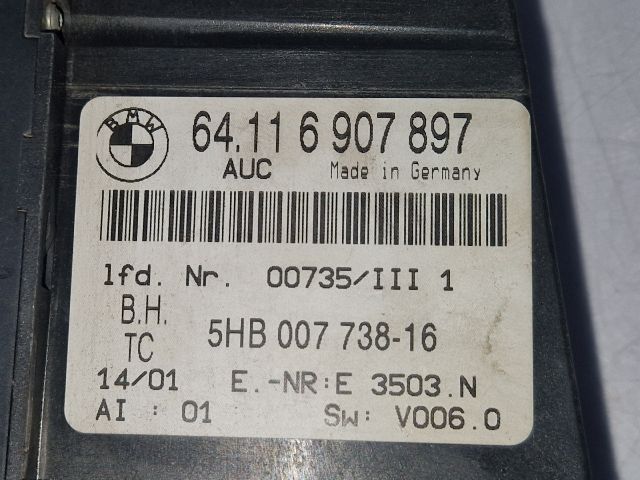 BMW
64.11 6 907 897
AUC Made in Germany
lfd. Nr. 00735/III 1
B.H.
TC 5HB 007 738-16
14/01 E.-NR:E 3503.N
AI : 01 SW: V006.0